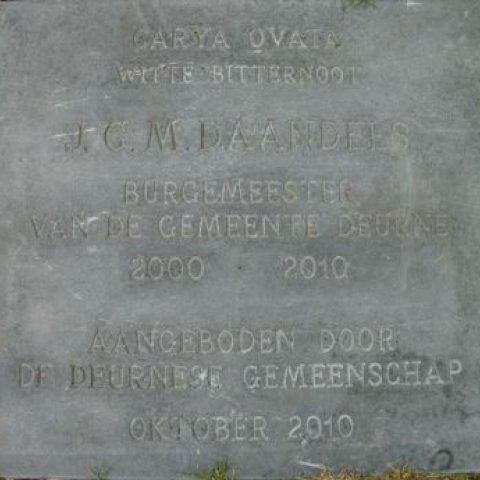 CARYA OVATA
WITTE BITTERNOOT
J. G. M. DAANDELS
BURGEMEESTER
VAN DE GEMEENTE DEURNE
2000 - 2010
AANGEBODEN DOOR
DE DEURNESE GEMEENSCHAP
OKTOBER 2010